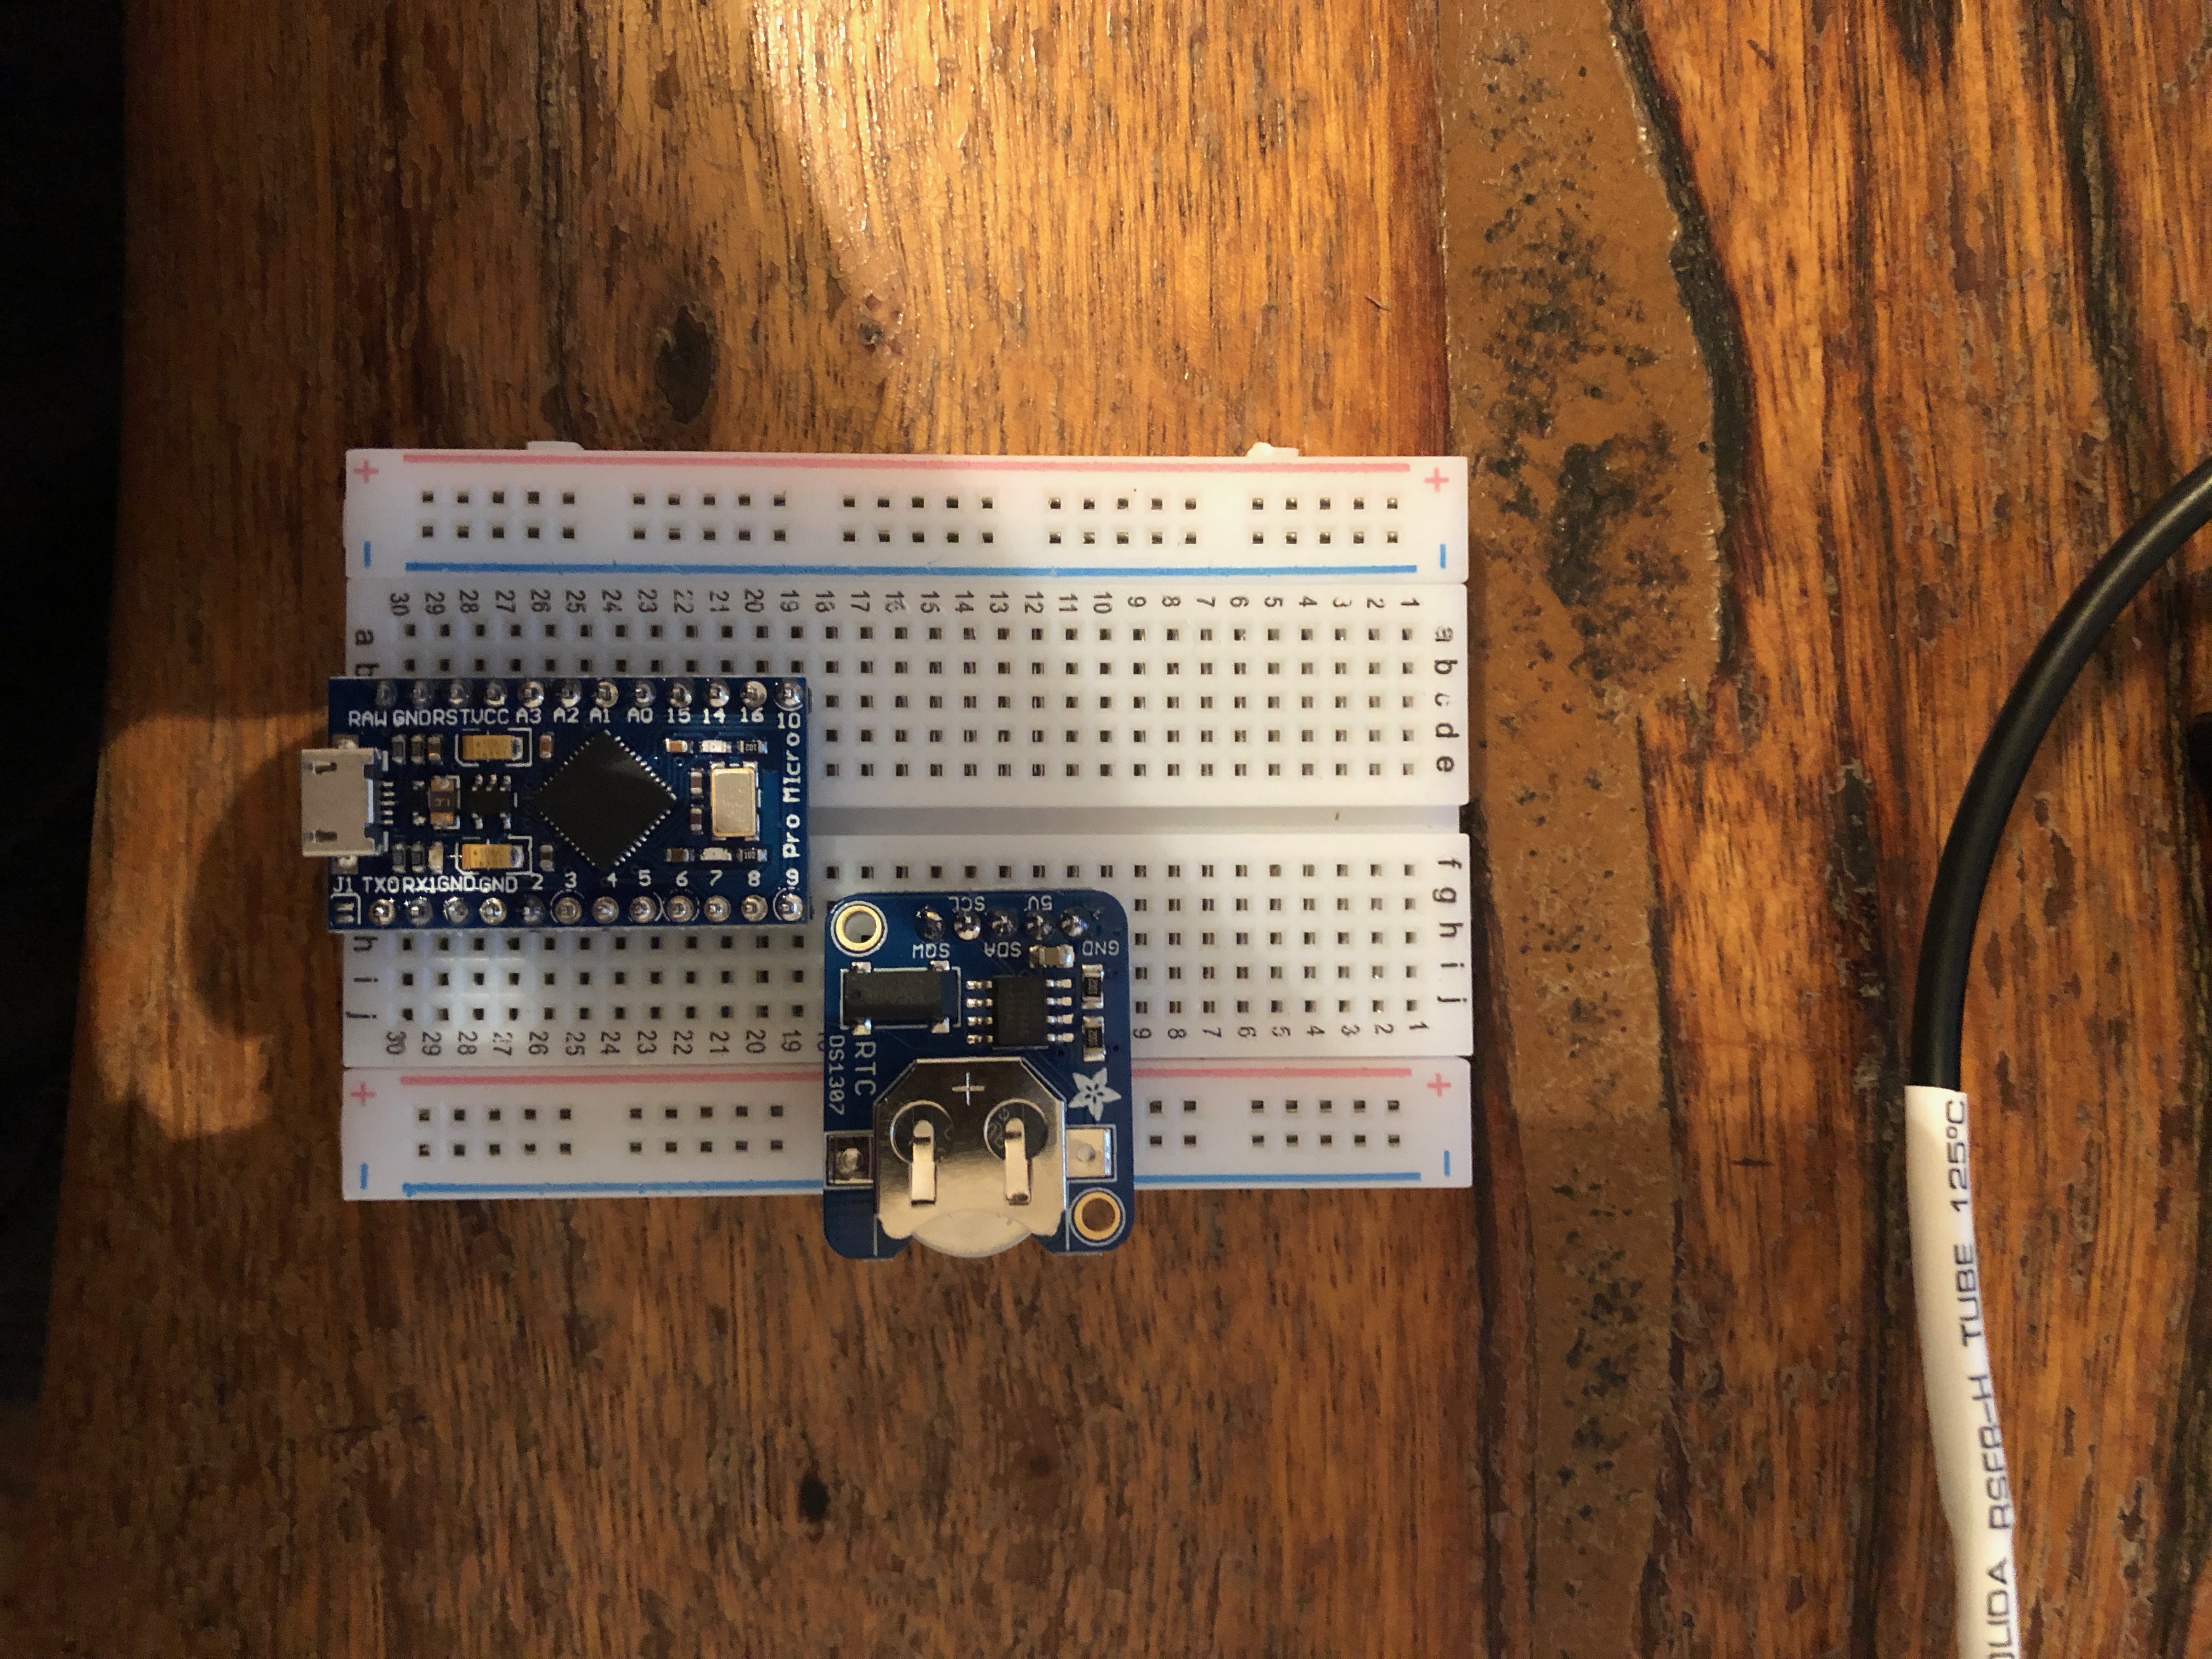 + +
- -
30 29 28 27 26 25 24 23 22 21 20 19 18 17 16 15 14 13 12 11 10 9 8 7 6 5 4 3 2 1
a a
b b
c
d
e
RAW GND RST VCC A3 A2 A1 A0 15 14 16 10
Pro Micro
J1 TXO RX1 GND GND 2 3 4 5 6 7 8 9
f
g
h h
i i
j j
SCL 5V
SQW SDA GND
RTC
DS1307
+
30 29 28 27 26 25 24 23 22 21 20 19 9 8 7 6 5 4 3 2 1
+ +
- -
RSFR-H TUBE 125°C